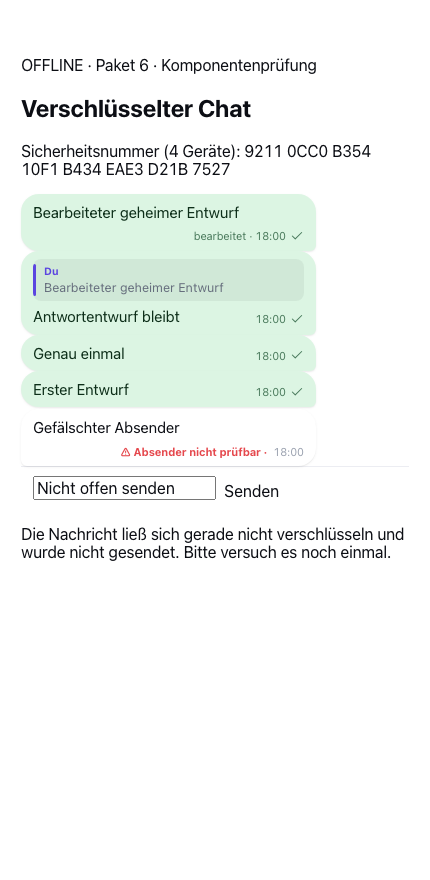 OFFLINE · Paket 6 · Komponentenprüfung
Verschlüsselter Chat
Sicherheitsnummer (4 Geräte): 9211 0CC0 B354
10F1 B434 EAE3 D21B 7527
Bearbeiteter geheimer Entwurf
bearbeitet · 18:00
Du
Bearbeiteter geheimer Entwurf
Antwortentwurf bleibt 18:00
Genau einmal 18:00
Erster Entwurf 18:00
Gefälschter Absender
Absender nicht prüfbar · 18:00
Nicht offen senden Senden
Die Nachricht ließ sich gerade nicht verschlüsseln und
wurde nicht gesendet. Bitte versuch es noch einmal.